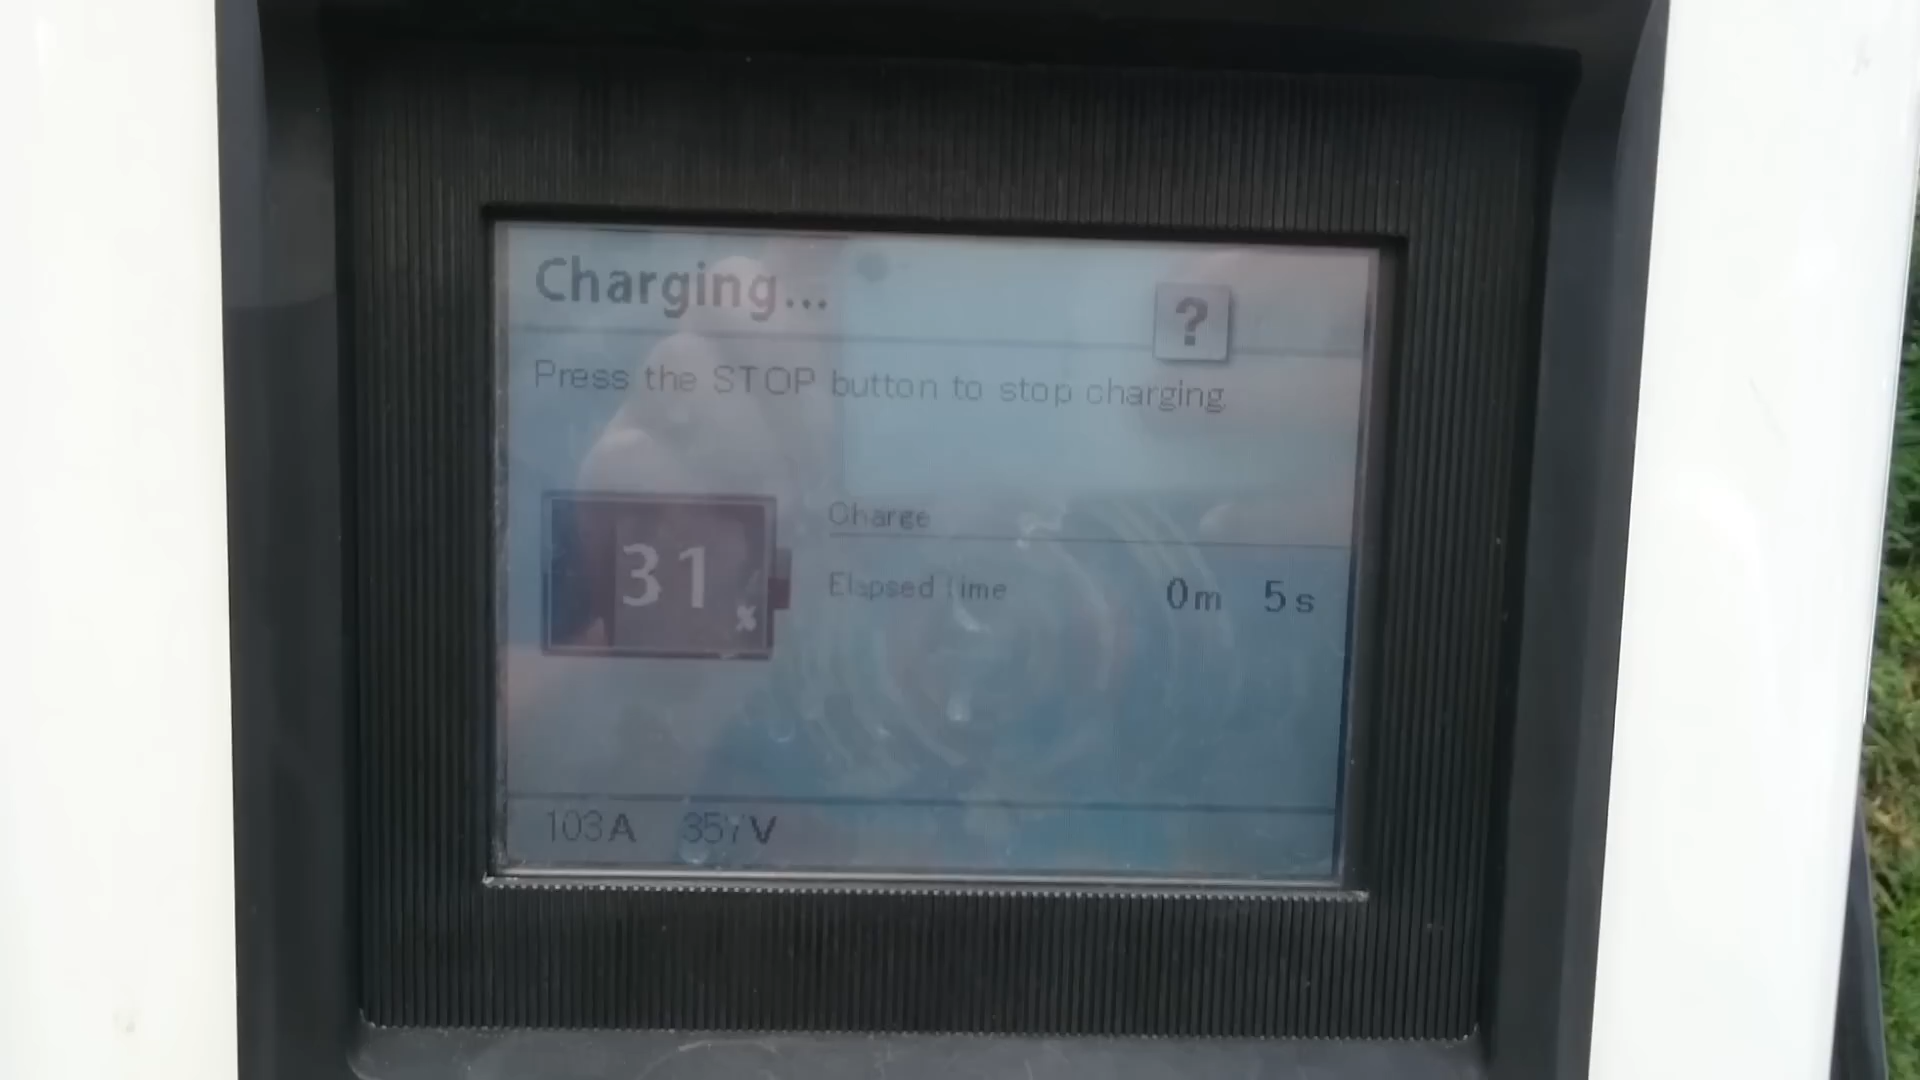 Charging...
?
Press the STOP button to stop charging.
31 %
Charge
Elapsed time 0m 5s
103A 357V